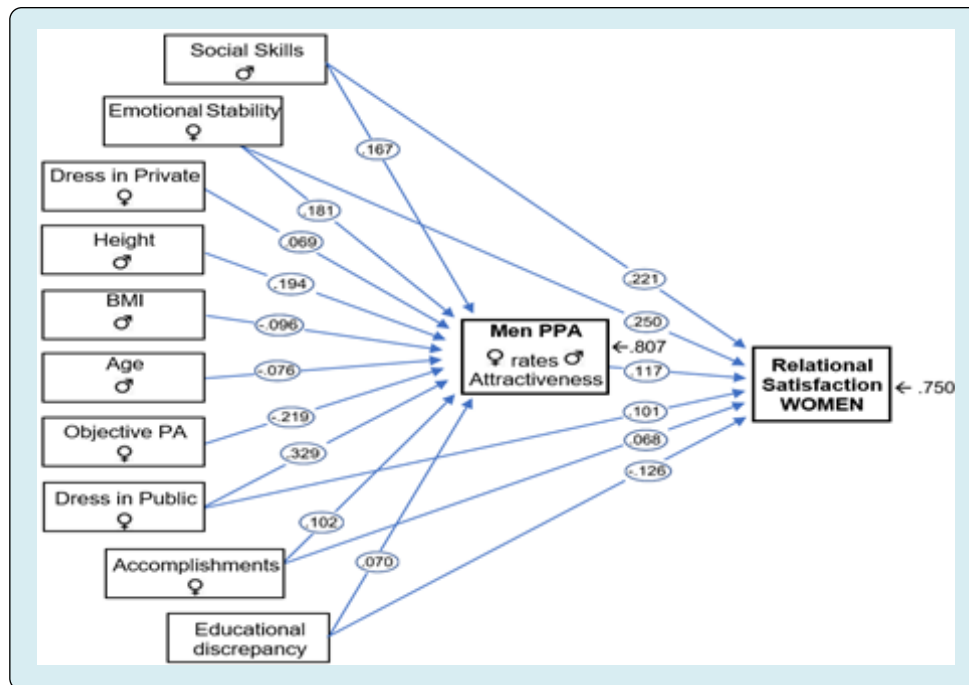 Social Skills
♂
Emotional Stability
♀
Dress in Private
♀
Height
♂
BMI
♂
Age
♂
Objective PA
♀
Dress in Public
♀
Accomplishments
♀
Educational
discrepancy
.167
.181
.069
.194
-.096
-.076
-.219
.329
.102
.070
Men PPA
♀ rates ♂
Attractiveness
←.807
.221
.250
.117
.101
.068
-.126
Relational
Satisfaction
WOMEN
← .750